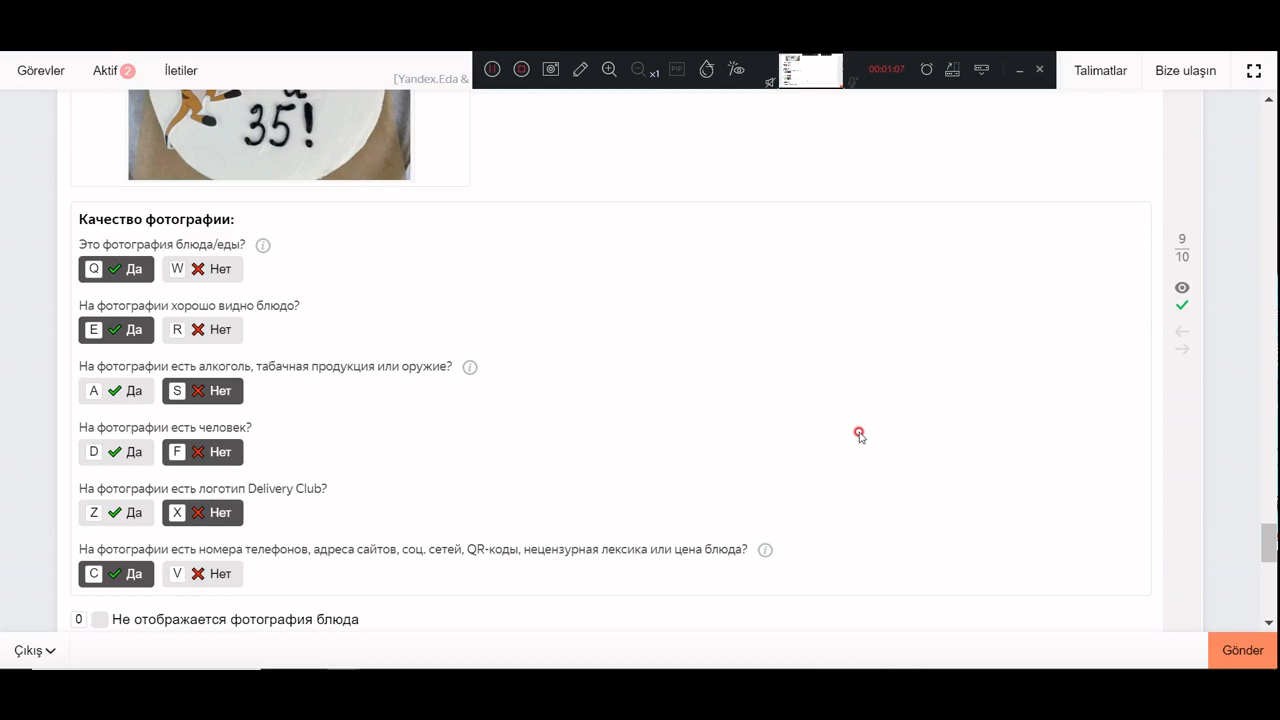 Görevler
Aktif 2
İletiler
[Yandex.Eda &
x1
PIP
00:01:07
Talimatlar
Bize ulaşın
35!
Качество фотографии:
Это фотография блюда/еды? i
Q Да W Нет
На фотографии хорошо видно блюдо?
E Да R Нет
На фотографии есть алкоголь, табачная продукция или оружие? i
A Да S Нет
На фотографии есть человек?
D Да F Нет
На фотографии есть логотип Delivery Club?
Z Да X Нет
На фотографии есть номера телефонов, адреса сайтов, соц. сетей, QR-коды, нецензурная лексика или цена блюда? i
C Да V Нет
0 Не отображается фотография блюда
9
10
Çıkış
Gönder